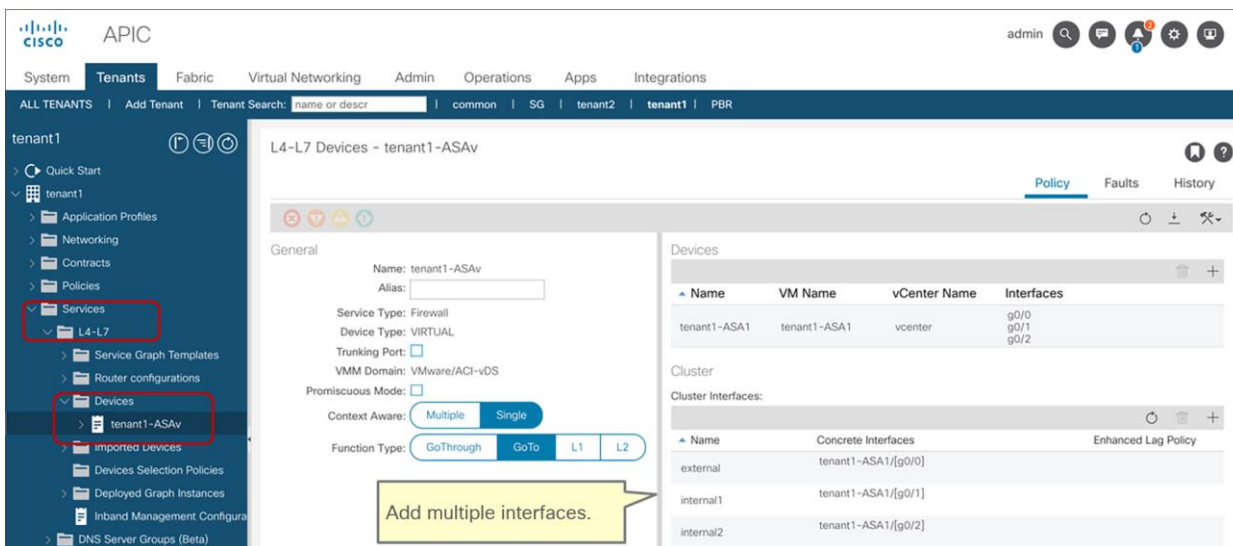 CISCO
APIC
admin
2
1
System Tenants Fabric Virtual Networking Admin Operations Apps Integrations
ALL TENANTS | Add Tenant | Tenant Search: name or descr | common | SG | tenant2 | tenant1 | PBR
tenant1
Quick Start
tenant1
Application Profiles
Networking
Contracts
Policies
Services
L4-L7
Service Graph Templates
Router configurations
Devices
tenant1-ASAv
Imported Devices
Devices Selection Policies
Deployed Graph Instances
Inband Management Configura
DNS Server Groups (Beta)
L4-L7 Devices - tenant1-ASAv
Policy Faults History
General
Name: tenant1-ASAv
Alias:
Service Type: Firewall
Device Type: VIRTUAL
Trunking Port:
VMM Domain: VMware/ACI-vDS
Promiscuous Mode:
Context Aware: Multiple Single
Function Type: GoThrough GoTo L1 L2
Add multiple interfaces.
Devices
Name VM Name vCenter Name Interfaces
tenant1-ASA1 tenant1-ASA1 vcenter g0/0
g0/1
g0/2
Cluster
Cluster Interfaces:
Name Concrete Interfaces Enhanced Lag Policy
external tenant1-ASA1/[g0/0]
internal1 tenant1-ASA1/[g0/1]
internal2 tenant1-ASA1/[g0/2]